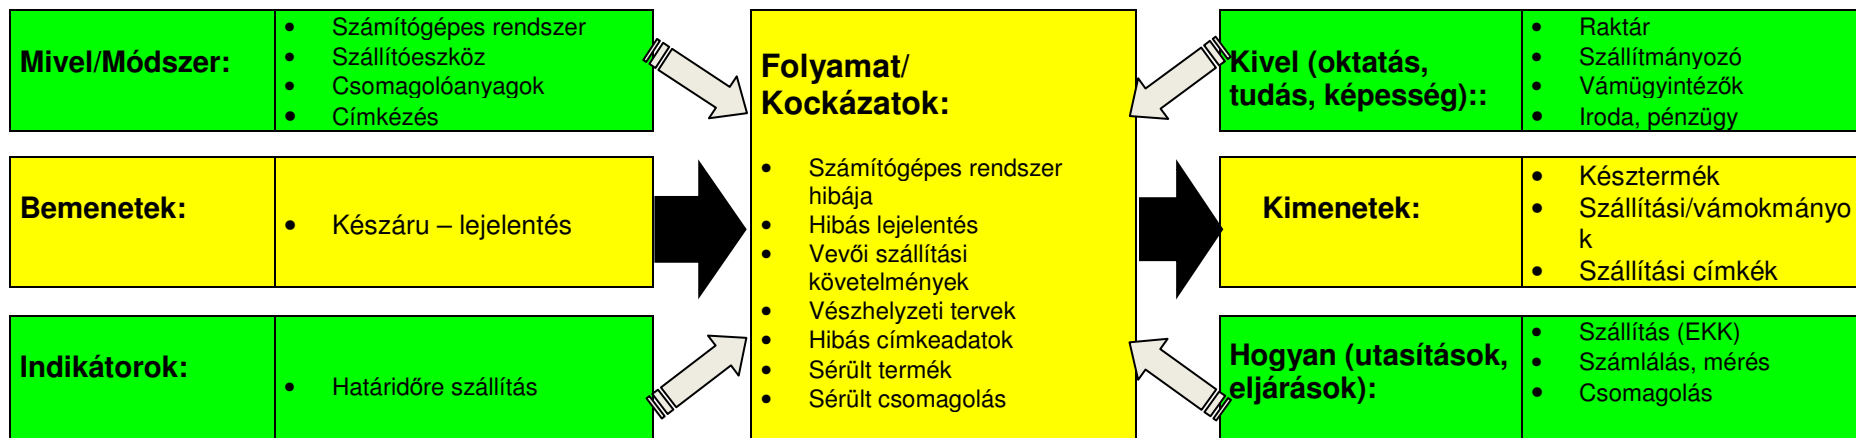 Mivel/Módszer:
• Számítógépes rendszer
• Szállítóeszköz
• Csomagolóanyagok
• Címkézés
Bemenetek:
• Készáru – lejelentés
Indikátorok:
• Határidőre szállítás
Folyamat/
Kockázatok:
• Számítógépes rendszer
hibája
• Hibás lejelentés
• Vevői szállítási
követelmények
• Vészhelyzeti tervek
• Hibás címkeadatok
• Sérült termék
• Sérült csomagolás
Kivel (oktatás,
tudás, képesség)::
• Raktár
• Szállítmányozó
• Vámügyintézők
• Iroda, pénzügy
Kimenetek:
• Késztermék
• Szállítási/vámokmányo
k
• Szállítási címkék
Hogyan (utasítások,
eljárások):
• Szállítás (EKK)
• Számlálás, mérés
• Csomagolás